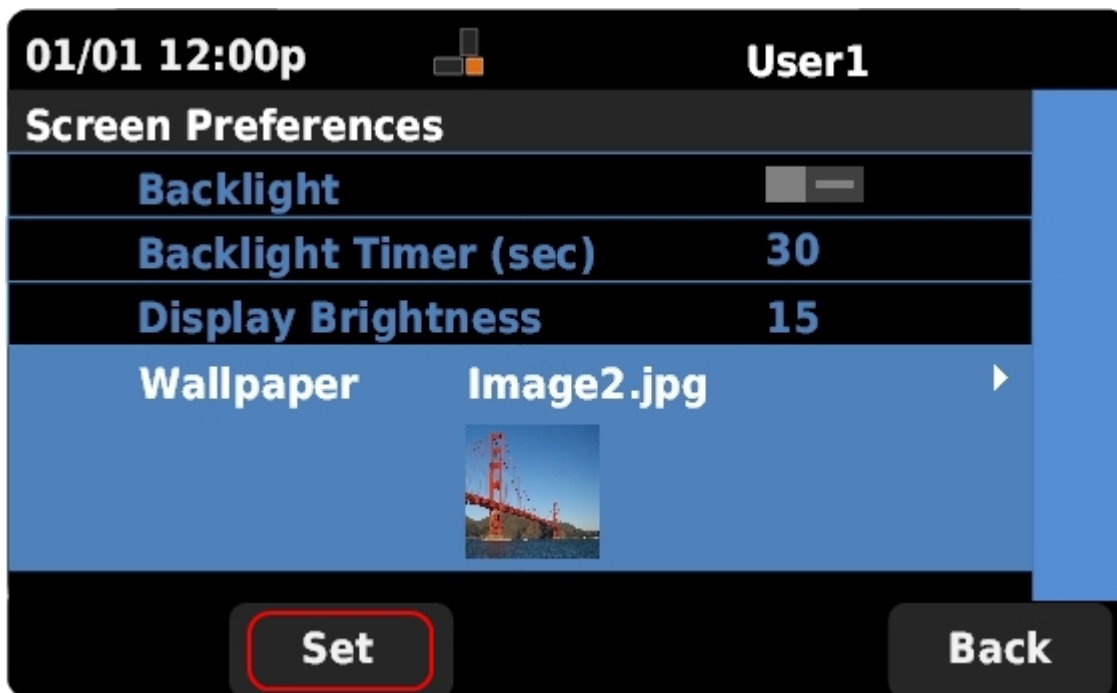 01/01 12:00p User1
Screen Preferences
Backlight
Backlight Timer (sec) 30
Display Brightness 15
Wallpaper Image2.jpg
Set Back